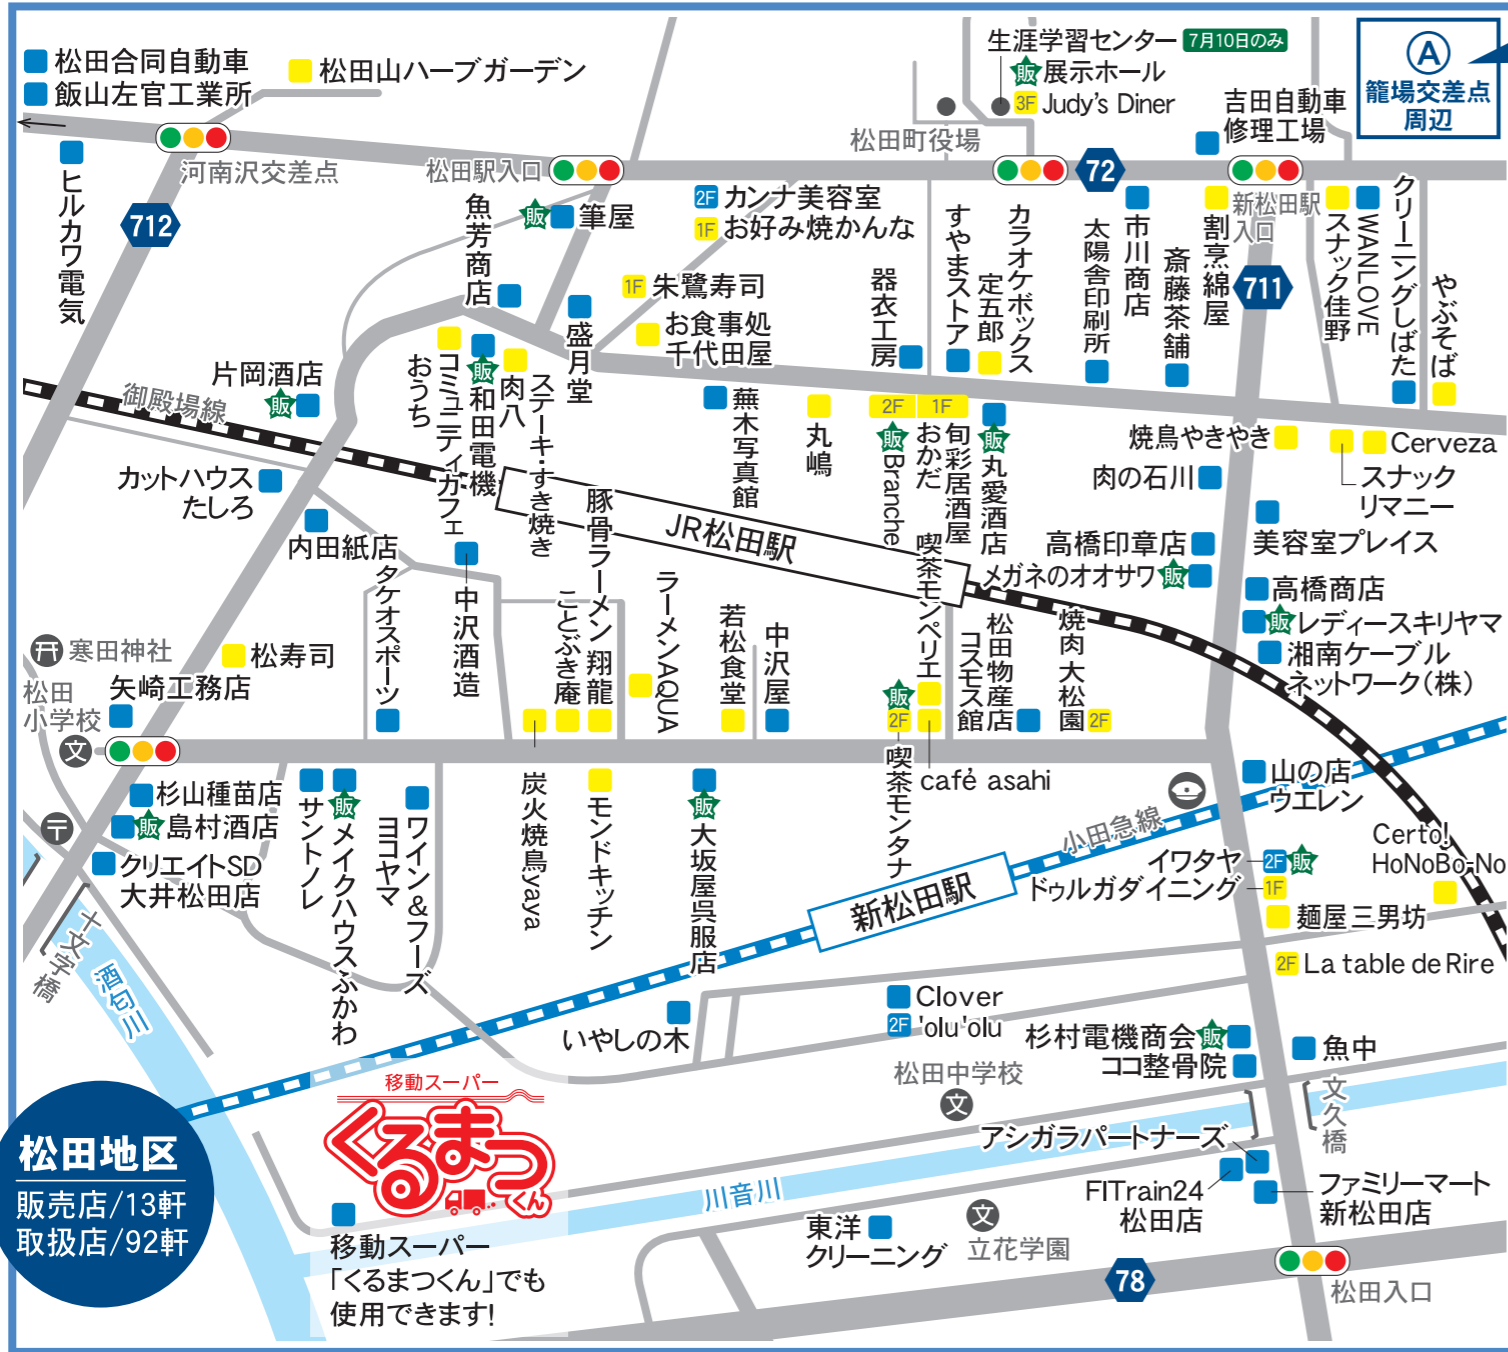 松田合同自動車
飯山左官工業所
松田山ハーブガーデン
河南沢交差点
712
ヒルカワ電気
松田駅入口
生涯学習センター 7月10日のみ
販 展示ホール
3F Judy's Diner
松田町役場
72
吉田自動車
修理工場
新松田駅
入口
711
A
籠場交差点
周辺
魚芳商店
販 筆屋
2F カンナ美容室
1F お好み焼かんな
1F 朱鷺寿司
お食事処
千代田屋
盛月堂
器衣工房
すやまストア
カラオケボックス
定五郎
太陽舎印刷所
市川商店
斎藤茶舗
割烹綿屋
スナック佳野
WANLOVE
クリーニングしばた
やぶそば
片岡酒店
販
御殿場線
コミュニティカフェ
おうち
販 和田電機
ステーキ・すき焼き
肉八
蕪木写真館
丸嶋
2F
販 Branche
1F
旬彩居酒屋
おかだ
販 丸愛酒店
焼鳥やきやき
Cerveza
スナック
リマニー
肉の石川
美容室プレイス
高橋印章店
メガネのオオサワ 販
高橋商店
販 レディースキリヤマ
湘南ケーブル
ネットワーク(株)
カットハウス
たしろ
内田紙店
JR松田駅
タケオスポーツ
中沢酒造
豚骨ラーメン 翔龍
ことぶき庵
ラーメンAQUA
若松食堂
中沢屋
喫茶モンペリエ
コスモス館
松田物産店
焼肉 大松園
2F
寒田神社
松田
小学校
文
松寿司
矢崎工務店
杉山種苗店
販 島村酒店
クリエイトSD
大井松田店
サントノレ
販 メイクハウスふかわ
ワイン&フーズ
ヨコヤマ
炭火焼鳥yaya
モンドキッチン
販 大坂屋呉服店
販
2F
喫茶モンタナ
café asahi
小田急線
新松田駅
山の店
ウエレン
イワタヤ 2F 販
ドゥルガダイニング 1F
麺屋 三男坊
Certo!
HoNoBo-No
2F La table de Rire
十文字橋
酒匂川
いやしの木
Clover
2F 'olu'olu
杉村電機商会 販
ココ整骨院
魚中
文久橋
松田中学校
文
アシガラパートナーズ
FITrain24
松田店
ファミリーマート
新松田店
川音川
東洋
クリーニング
文
立花学園
78
松田入口
松田地区
販売店/13軒
取扱店/92軒
移動スーパー
くるまつくん
移動スーパー
「くるまつくん」でも
使用できます!